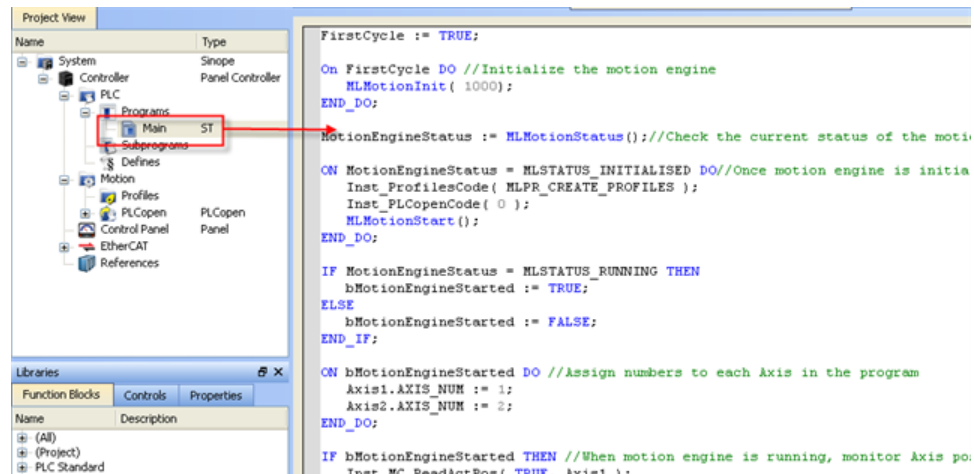 Project View
Name Type
System Sinope
Controller Panel Controller
PLC
Programs
Main ST
Subprograms
Defines
Motion
Profiles
PLCopen PLCopen
Control Panel Panel
EtherCAT
References
Libraries
Function Blocks Controls Properties
Name Description
(All)
(Project)
PLC Standard
FirstCycle := TRUE;
On FirstCycle DO //Initialize the motion engine
MLMotionInit( 1000);
END_DO;
MotionEngineStatus := MLMotionStatus();//Check the current status of the motio
ON MotionEngineStatus = MLSTATUS_INITIALISED DO//Once motion engine is initia
Inst_ProfilesCode( MLPR_CREATE_PROFILES );
Inst_PLCopenCode( 0 );
MLMotionStart();
END_DO;
IF MotionEngineStatus = MLSTATUS_RUNNING THEN
bMotionEngineStarted := TRUE;
ELSE
bMotionEngineStarted := FALSE;
END_IF;
ON bMotionEngineStarted DO //Assign numbers to each Axis in the program
Axis1.AXIS_NUM := 1;
Axis2.AXIS_NUM := 2;
END_DO;
IF bMotionEngineStarted THEN //When motion engine is running, monitor Axis pos
Inst_MC_ReadActPos( TRUE, Axis1 );